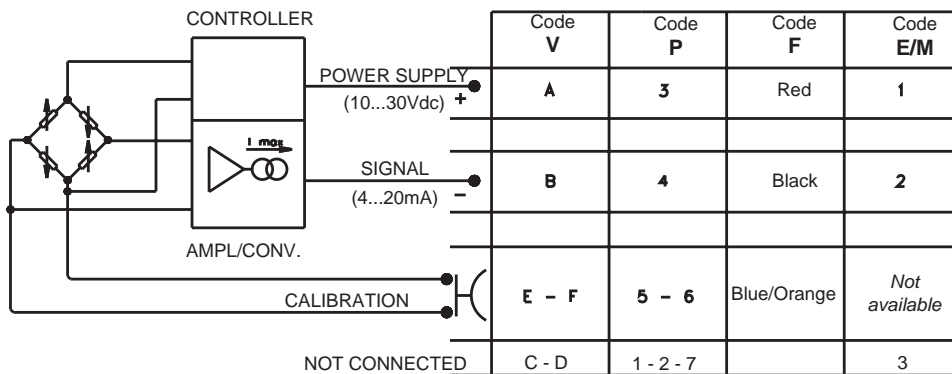 CONTROLLER
Code Code Code Code
V P F E/M
POWER SUPPLY
(10...30Vdc) +
A 3 Red 1
I max
SIGNAL
(4...20mA) −
B 4 Black 2
AMPL/CONV.
CALIBRATION
E – F 5 – 6 Blue/Orange Not
available
NOT CONNECTED C - D 1 - 2 - 7 3